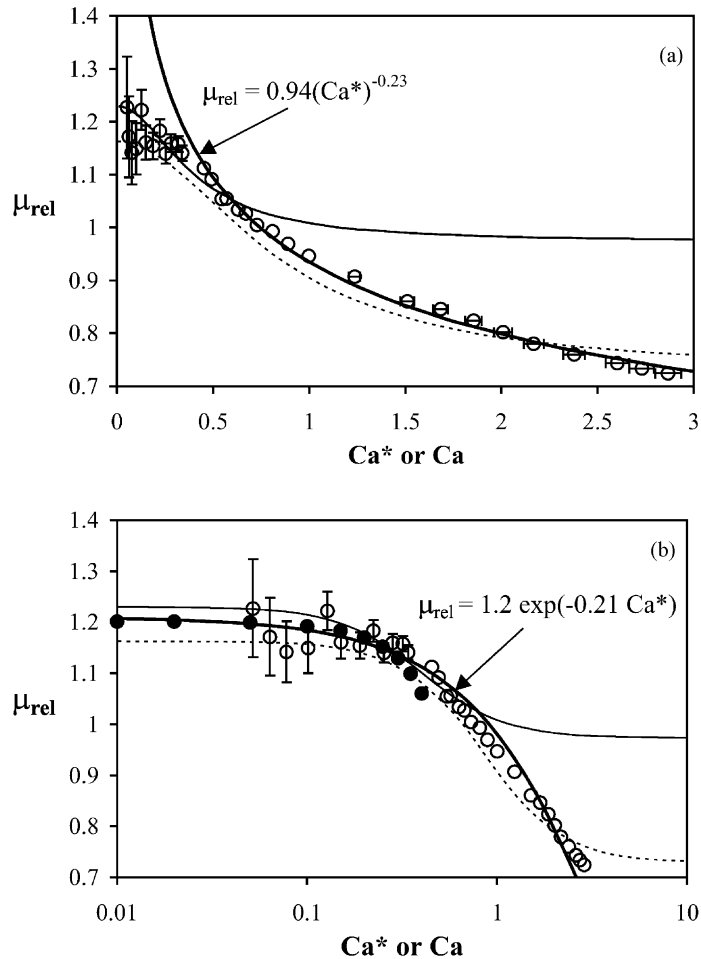 1.4
(a)
1.3
μrel = 0.94(Ca*)-0.23
1.2
1.1
μrel
1
0.9
0.8
0.7
0 0.5 1 1.5 2 2.5 3
Ca* or Ca
1.4
(b)
1.3
μrel = 1.2 exp(-0.21 Ca*)
1.2
1.1
μrel
1
0.9
0.8
0.7
0.01 0.1 1 10
Ca* or Ca